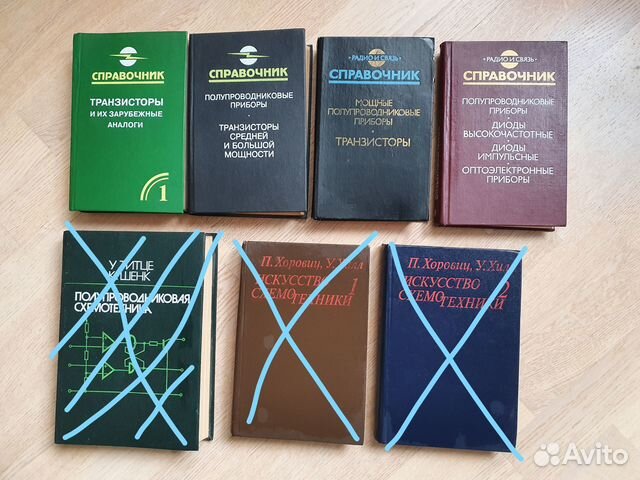 СПРАВОЧНИК
ТРАНЗИСТОРЫ
И ИХ ЗАРУБЕЖНЫЕ
АНАЛОГИ
1
СПРАВОЧНИК
ПОЛУПРОВОДНИКОВЫЕ
ПРИБОРЫ
ТРАНЗИСТОРЫ
СРЕДНЕЙ
И БОЛЬШОЙ
МОЩНОСТИ
РАДИО И СВЯЗЬ
СПРАВОЧНИК
МОЩНЫЕ
ПОЛУПРОВОДНИКОВЫЕ
ПРИБОРЫ
ТРАНЗИСТОРЫ
РАДИО И СВЯЗЬ
СПРАВОЧНИК
ПОЛУПРОВОДНИКОВЫЕ
ПРИБОРЫ
ДИОДЫ
ВЫСОКОЧАСТОТНЫЕ
ДИОДЫ
ИМПУЛЬСНЫЕ
ОПТОЭЛЕКТРОННЫЕ
ПРИБОРЫ
У. ТИТЦЕ
К. ШЕНК
ПОЛУПРОВОДНИКОВАЯ
СХЕМОТЕХНИКА
П. Хоровиц, У. Хилл
ИСКУССТВО 1
СХЕМОТЕХНИКИ
П. Хоровиц, У. Хилл
ИСКУССТВО 2
СХЕМОТЕХНИКИ
Avito